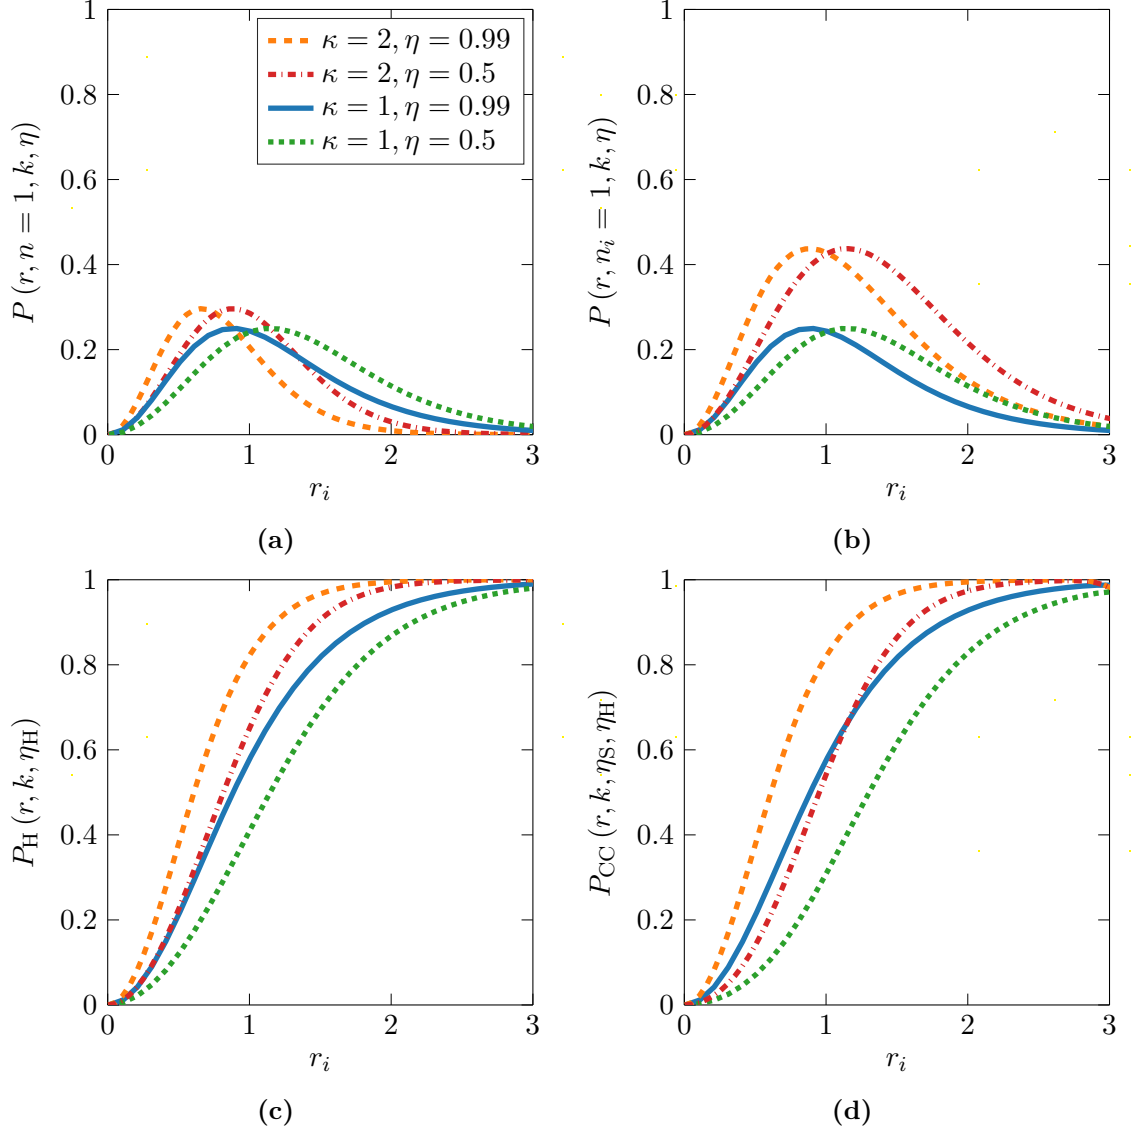 1
0.8
0.6
0.4
0.2
0
0 1 2 3
P (r, n = 1, k, η)
r_i
κ = 2, η = 0.99
κ = 2, η = 0.5
κ = 1, η = 0.99
κ = 1, η = 0.5
(a)
1
0.8
0.6
0.4
0.2
0
0 1 2 3
P (r, n_i = 1, k, η)
r_i
(b)
1
0.8
0.6
0.4
0.2
0
0 1 2 3
P_H (r, k, η_H)
r_i
(c)
1
0.8
0.6
0.4
0.2
0
0 1 2 3
P_CC (r, k, η_S, η_H)
r_i
(d)